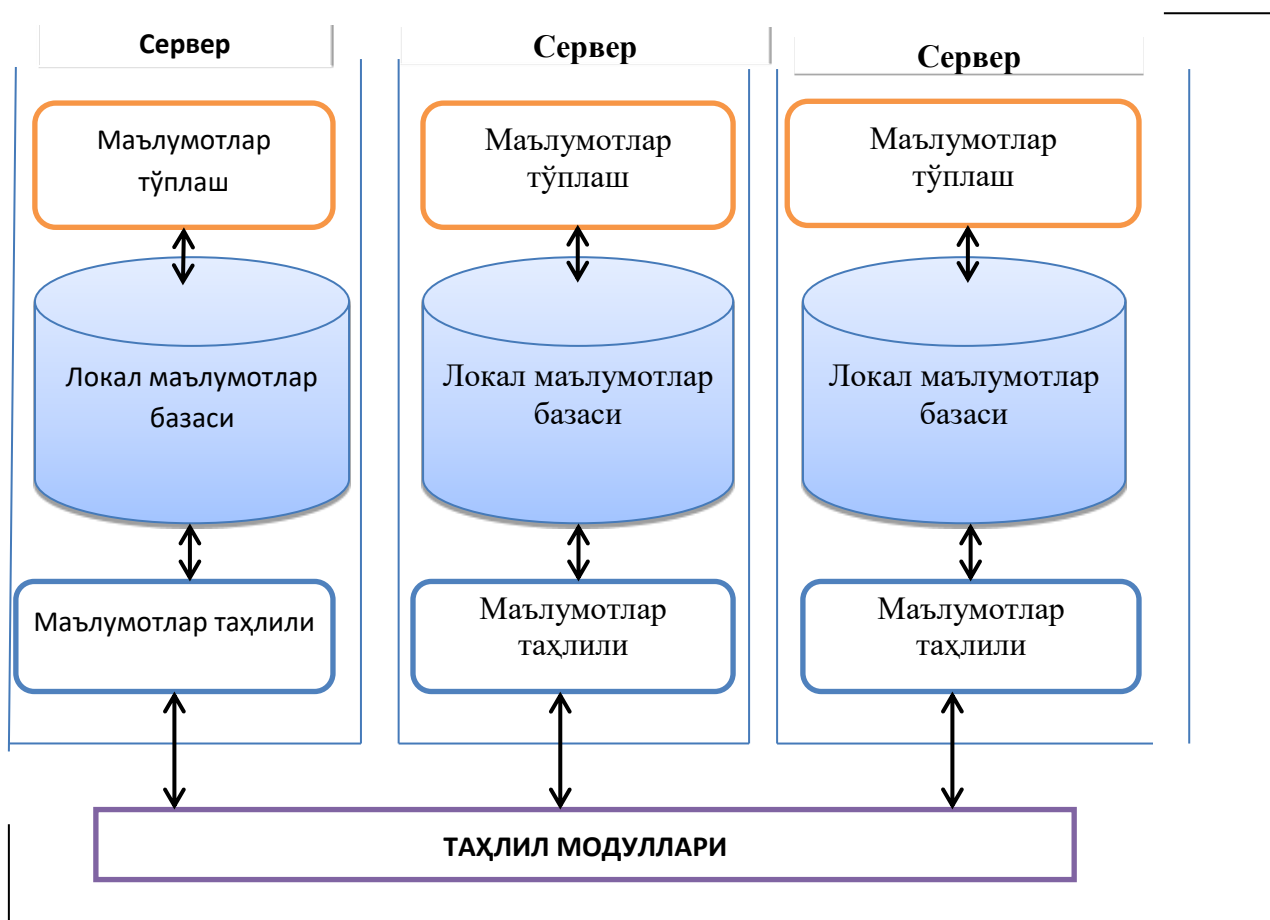 Сервер
Маълумотлар
тўплаш
Локал маълумотлар
базаси
Маълумотлар таҳлили
Сервер
Маълумотлар
тўплаш
Локал маълумотлар
базаси
Маълумотлар
таҳлили
Сервер
Маълумотлар
тўплаш
Локал маълумотлар
базаси
Маълумотлар
таҳлили
ТАҲЛИЛ МОДУЛЛАРИ